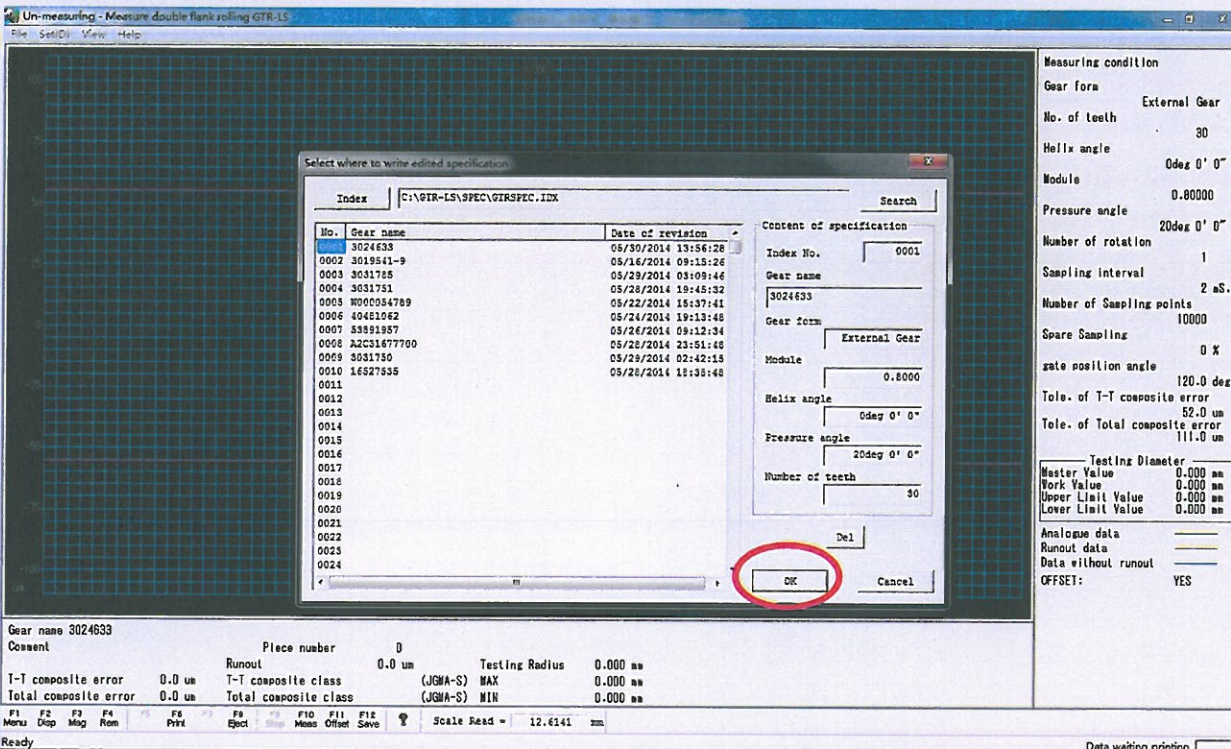 Un-measuring - Measure double flank rolling GTR-LS
File Set(D) View Help
Select where to write edited specification
Index C:\GTR-LS\SPEC\GTRSPEC.IDX Search
No. Gear name Date of revision
0001 3024633 05/30/2014 13:56:28
0002 3019541-9 05/16/2014 09:15:26
0003 3031785 05/29/2014 03:09:46
0004 3031751 05/28/2014 19:45:32
0005 N000054789 05/22/2014 15:37:41
0006 40481062 05/24/2014 19:13:48
0007 53891957 05/26/2014 09:12:34
0008 A2C31677700 05/28/2014 23:51:48
0009 3031750 05/29/2014 02:42:15
0010 16527535 05/28/2014 18:38:48
0011
0012
0013
0014
0015
0016
0017
0018
0019
0020
0021
0022
0023
0024
Content of specification
Index No. 0001
Gear name
3024633
Gear form
External Gear
Module
0.8000
Helix angle
0deg 0' 0"
Pressure angle
20deg 0' 0"
Number of teeth
30
Del
OK Cancel
Measuring condition
Gear form
External Gear
No. of teeth
30
Helix angle
0deg 0' 0"
Module
0.80000
Pressure angle
20deg 0' 0"
Number of rotation
1
Sampling interval
2 mS.
Number of Sampling points
10000
Spare Sampling
0 %
gate position angle
120.0 deg
Tole. of T-T composite error
52.0 um
Tole. of Total composite error
111.0 um
Testing Diameter
Master Value 0.000 mm
Work Value 0.000 mm
Upper Limit Value 0.000 mm
Lower Limit Value 0.000 mm
Analogue data
Runout data
Data without runout
OFFSET: YES
Gear name 3024633
Comment Piece number 0
Runout 0.0 um Testing Radius 0.000 mm
T-T composite error 0.0 um T-T composite class (JGMA-S) MAX 0.000 mm
Total composite error 0.0 um Total composite class (JGMA-S) MIN 0.000 mm
F1 F2 F3 F4 F5 F6 F7 F8 F9 F10 F11 F12
Menu Disp Mag Rem Print Eject Stop Meas Offset Save ? Scale Read = 12.6141 mm
Ready Data waiting printing